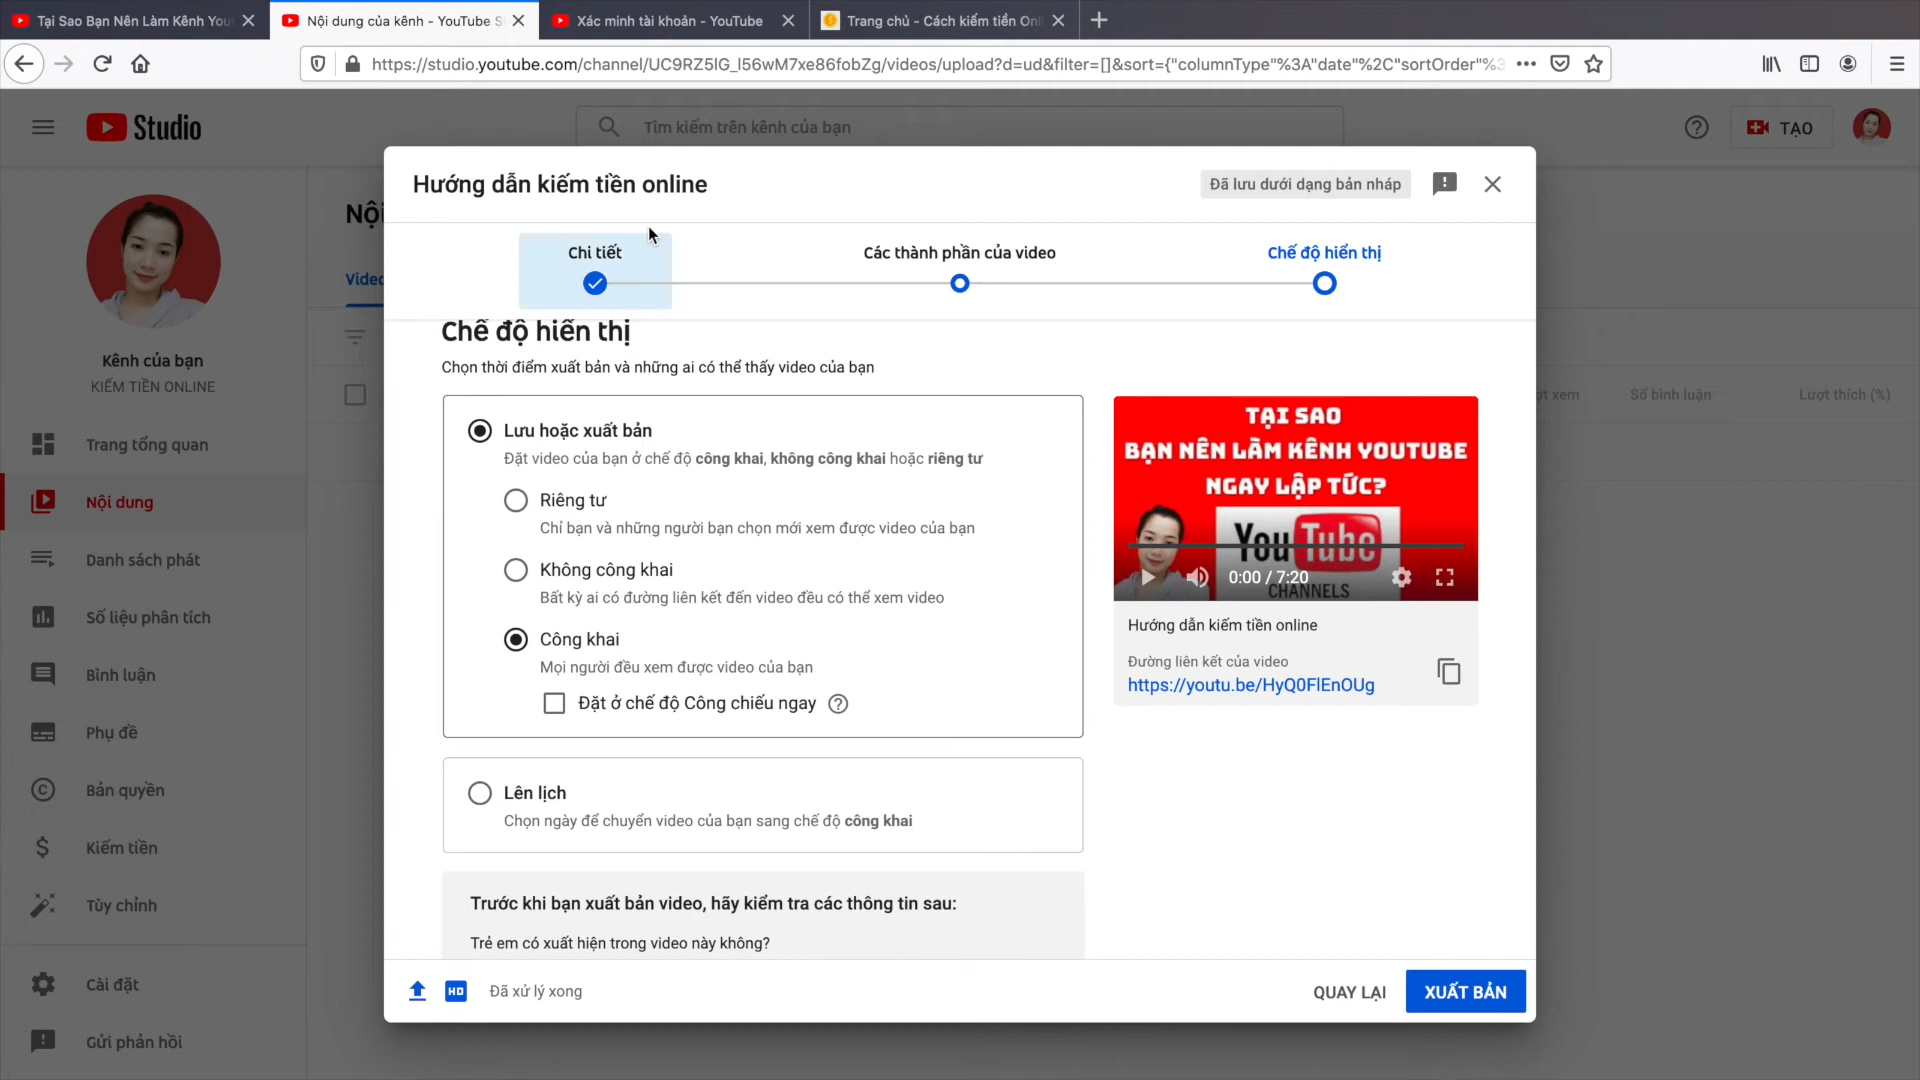 Tại Sao Bạn Nên Làm Kênh You
Nội dung của kênh - YouTube S
Xác minh tài khoản - YouTube
Trang chủ - Cách kiếm tiền Onl
https://studio.youtube.com/channel/UC9RZ5lG_l56wM7xe86fobZg/videos/upload?d=ud&filter=[]&sort={"columnType"%3A"date"%2C"sortOrder"%3
Studio
Tìm kiếm trên kênh của bạn
TẠO
Hướng dẫn kiếm tiền online
Đã lưu dưới dạng bản nháp
Nội
Chi tiết
Các thành phần của video
Chế độ hiển thị
Video
Kênh của bạn
KIẾM TIỀN ONLINE
Trang tổng quan
Nội dung
Danh sách phát
Số liệu phân tích
Bình luận
Phụ đề
Bản quyền
Kiếm tiền
Tùy chỉnh
Cài đặt
Gửi phản hồi
Chế độ hiển thị
Chọn thời điểm xuất bản và những ai có thể thấy video của bạn
Lưu hoặc xuất bản
Đặt video của bạn ở chế độ công khai, không công khai hoặc riêng tư
Riêng tư
Chỉ bạn và những người bạn chọn mới xem được video của bạn
Không công khai
Bất kỳ ai có đường liên kết đến video đều có thể xem video
Công khai
Mọi người đều xem được video của bạn
Đặt ở chế độ Công chiếu ngay
Lên lịch
Chọn ngày để chuyển video của bạn sang chế độ công khai
Trước khi bạn xuất bản video, hãy kiểm tra các thông tin sau:
Trẻ em có xuất hiện trong video này không?
TẠI SAO
BẠN NÊN LÀM KÊNH YOUTUBE
NGAY LẬP TỨC?
YouTube
CHANNELS
0:00 / 7:20
Hướng dẫn kiếm tiền online
Đường liên kết của video
https://youtu.be/HyQ0FlEnOUg
xem
Số bình luận
Lượt thích (%)
HD
Đã xử lý xong
QUAY LẠI
XUẤT BẢN